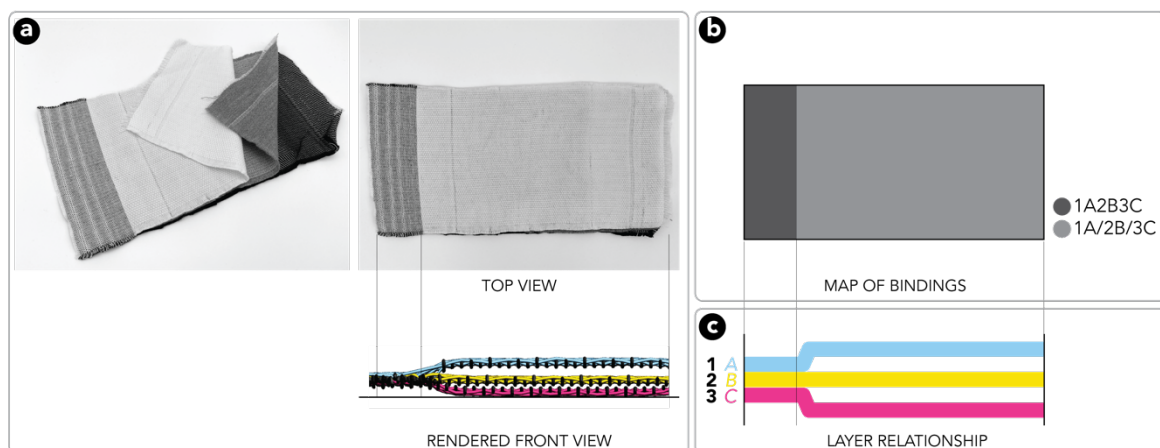 a
TOP VIEW
RENDERED FRONT VIEW
b
1A2B3C
1A/2B/3C
MAP OF BINDINGS
c
1 A
2 B
3 C
LAYER RELATIONSHIP